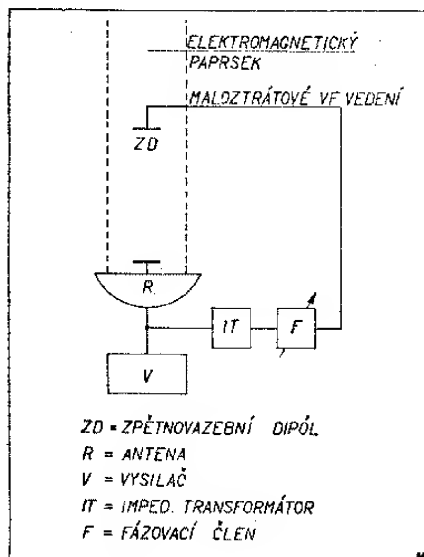 ELEKTROMAGNETICKÝ
PAPRSEK
MALOZTRÁTOVÉ VF VEDENÍ
ZD
R
IT
F
V
ZD = ZPĚTNOVAZEBNÍ DIPÓL
R = ANTENA
V = VYSILAČ
IT = IMPED. TRANSFORMÁTOR
F = FÁZOVACÍ ČLEN